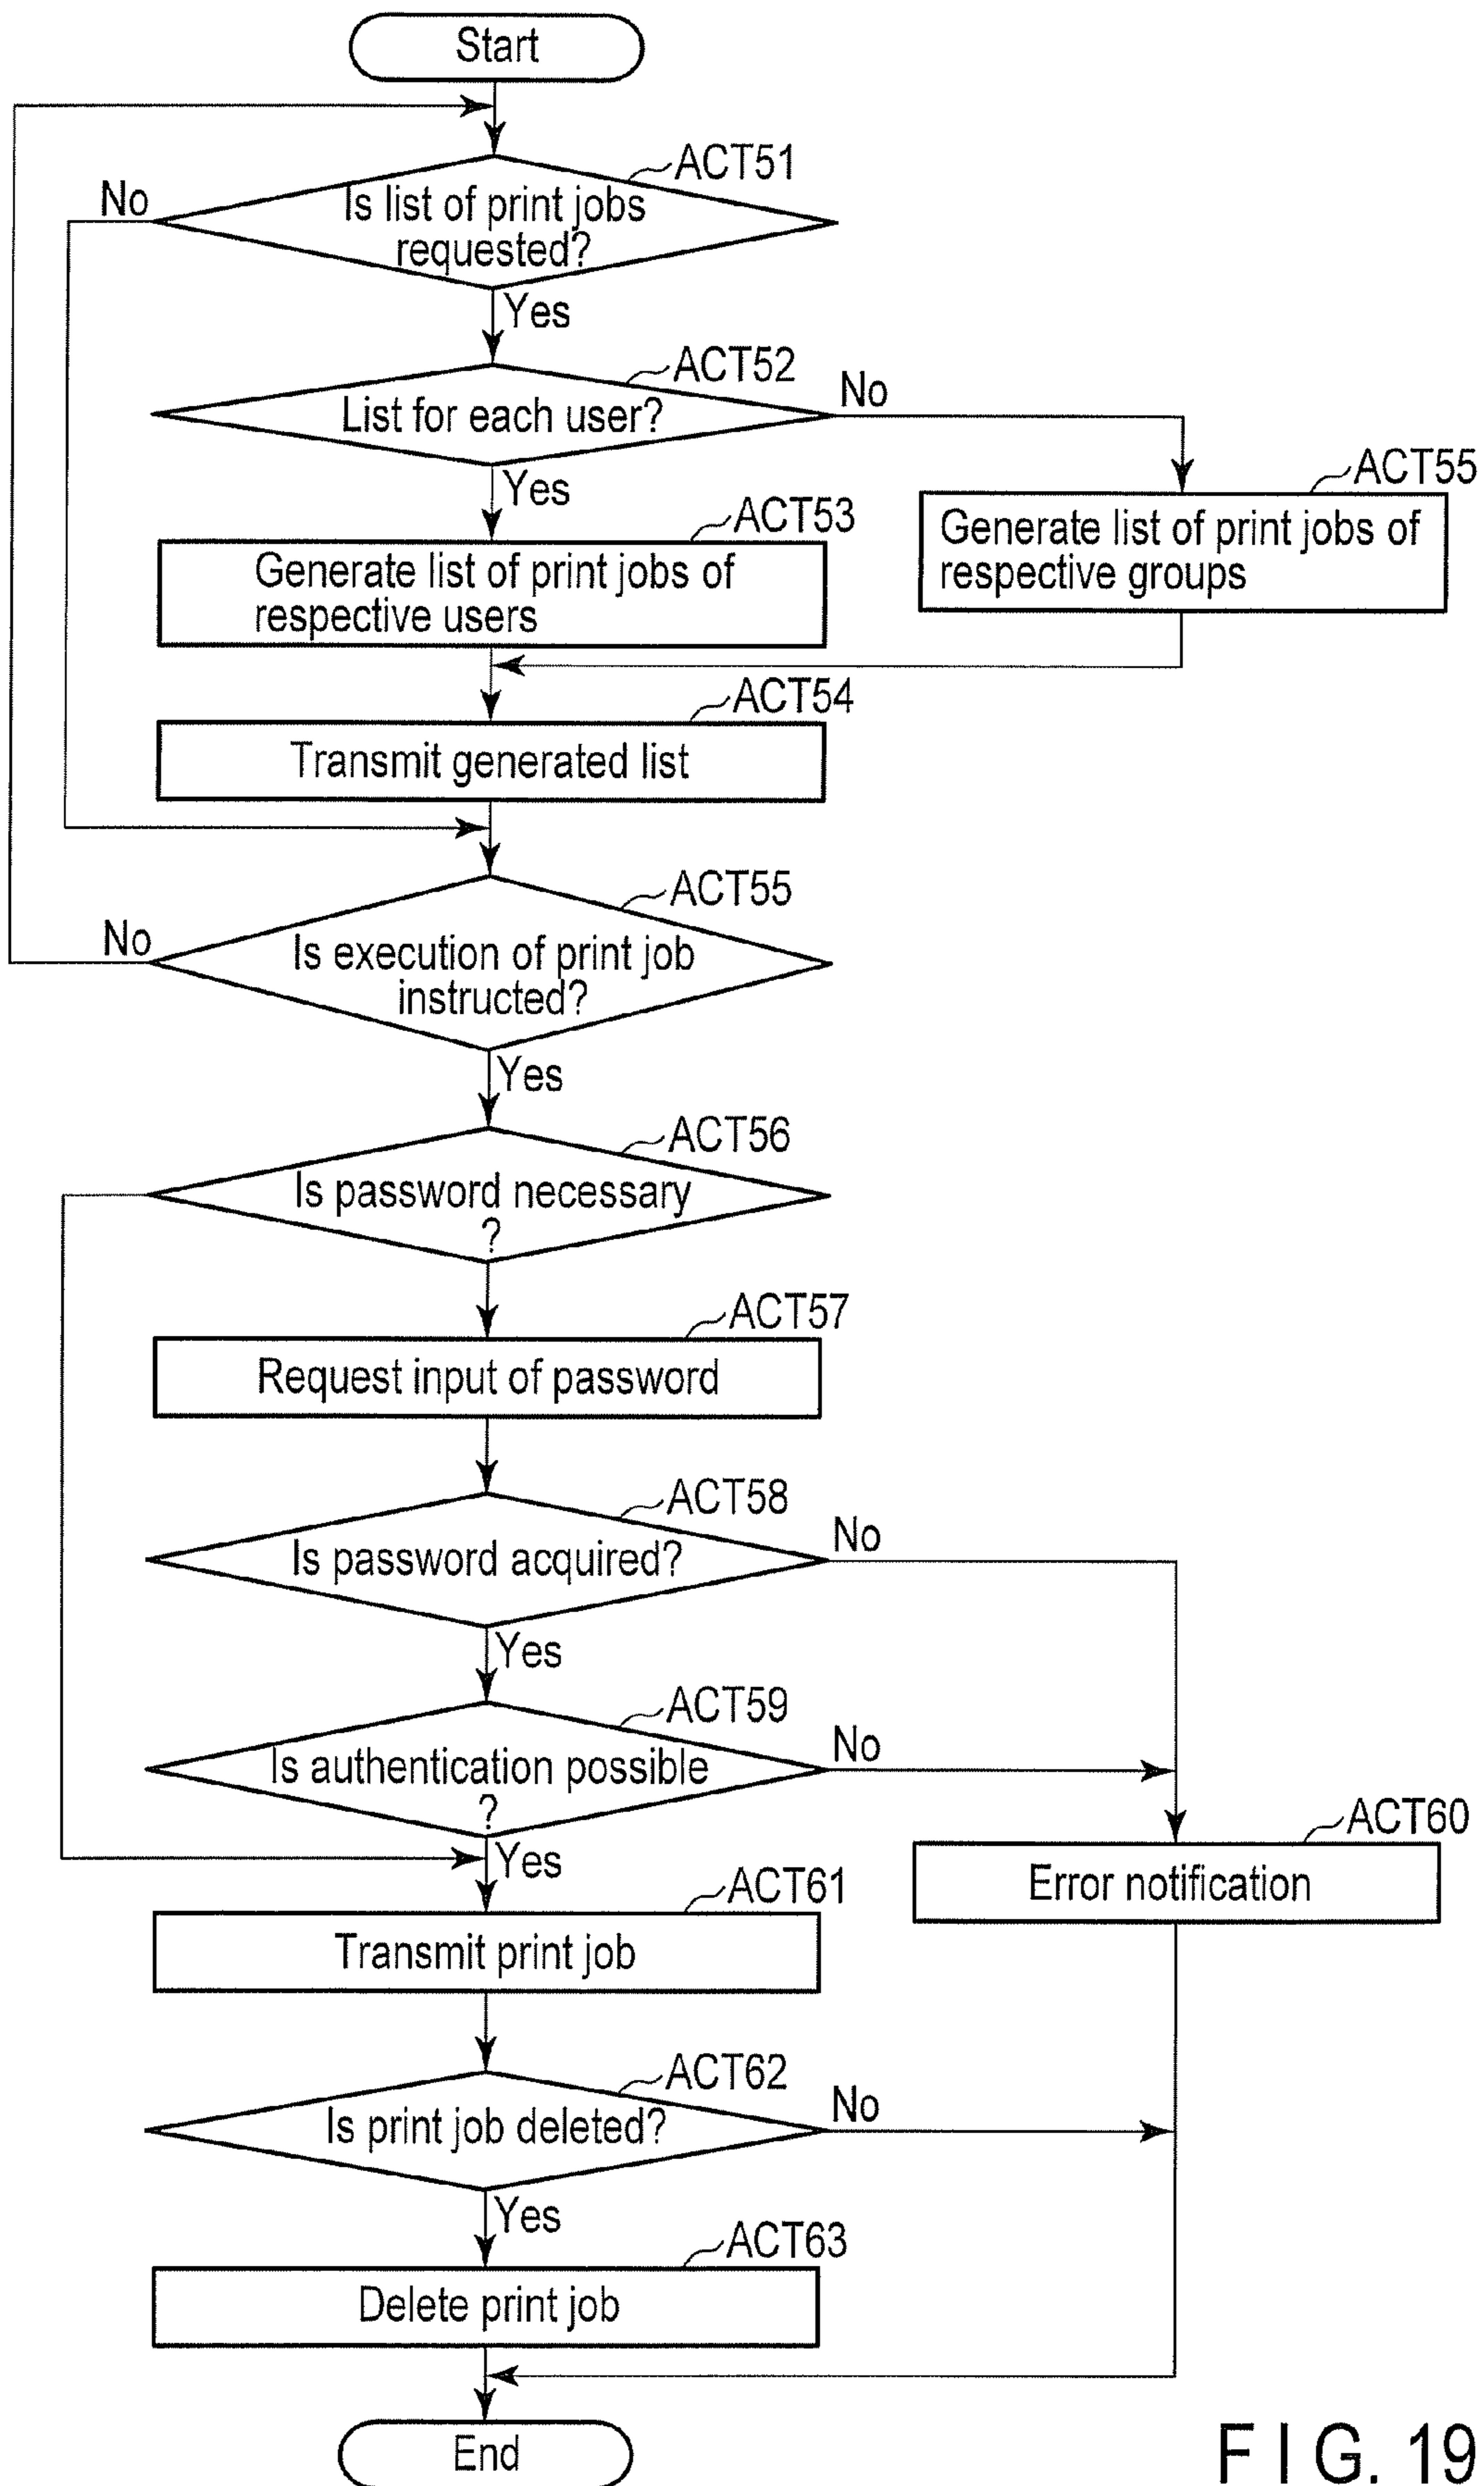 Start
ACT51
No
Is list of print jobs
requested?
Yes
ACT52
No
List for each user?
Yes
ACT55
Generate list of print jobs of
respective groups
ACT53
Generate list of print jobs of
respective users
ACT54
Transmit generated list
ACT55
No
Is execution of print job
instructed?
Yes
ACT56
Is password necessary
?
ACT57
Request input of password
ACT58
No
Is password acquired?
Yes
ACT59
No
Is authentication possible
?
Yes
ACT60
Error notification
ACT61
Transmit print job
ACT62
No
Is print job deleted?
Yes
ACT63
Delete print job
End
FIG. 19